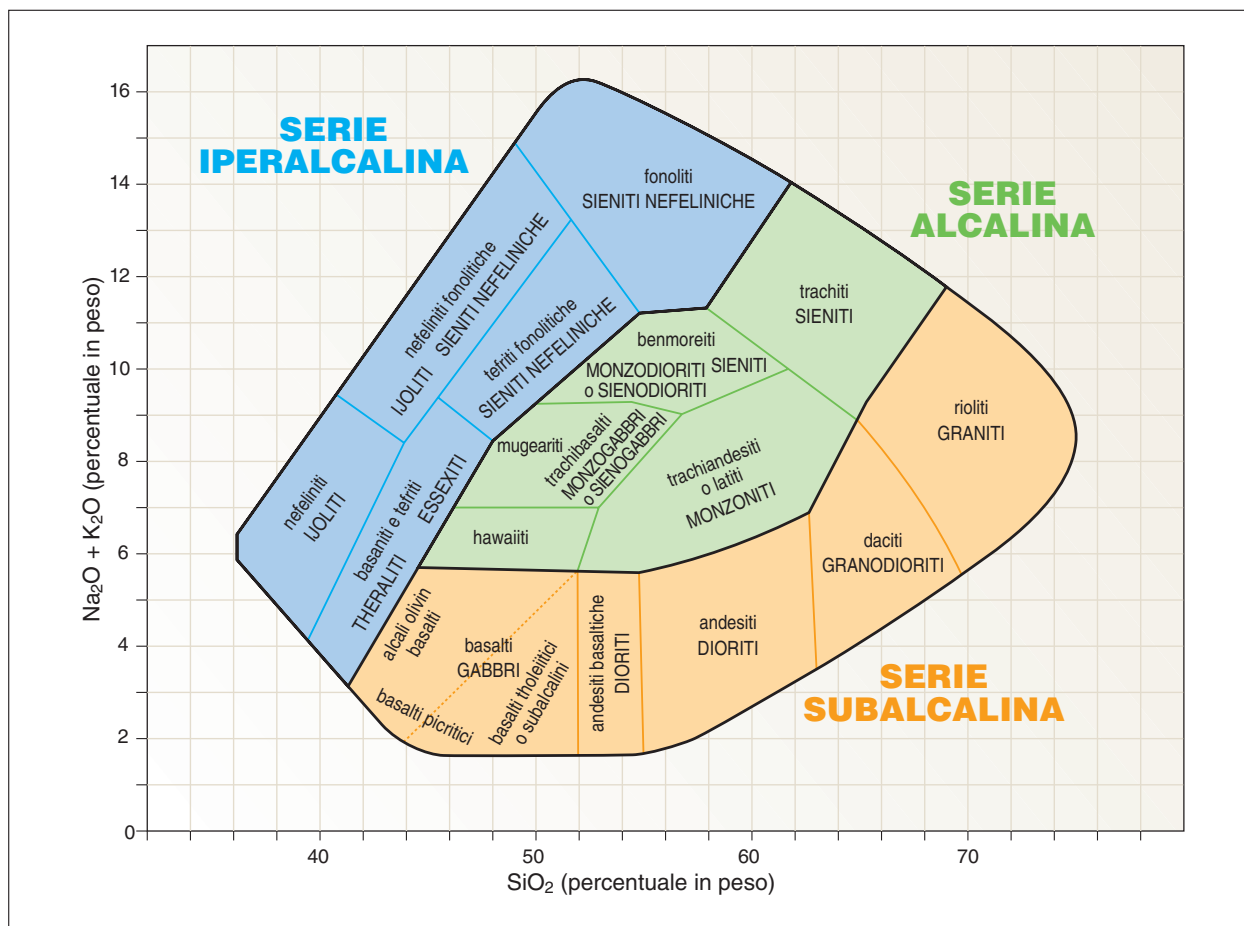 16
14
12
10
8
6
4
2
0
Na₂O + K₂O (percentuale in peso)
SERIE
IPERALCALINA
SERIE
ALCALINA
SERIE
SUBALCALINA
fonoliti
SIENITI NEFELINICHE
nefeliniti fonolitiche
IJOLITI SIENITI NEFELINICHE
tefriti fonolitiche
SIENITI NEFELINICHE
nefeliniti
IJOLITI
basaniti e tefriti
THERALITI ESSEXITI
trachiti
SIENITI
benmoreiti
MONZODIORITI SIENITI
o SIENODIORITI
mugeariti
trachibasalti
MONZOGABBRI
o SIENOGABBRI
hawaiiti
trachiandesiti
o latiti
MONZONITI
rioliti
GRANITI
daciti
GRANODIORITI
andesiti
DIORITI
andesiti basaltiche
DIORITI
alcali olivin
basalti
basalti
GABBRI
basalti picritici
basalti tholeiitici
o subalcalini
40
50
60
70
SiO₂ (percentuale in peso)